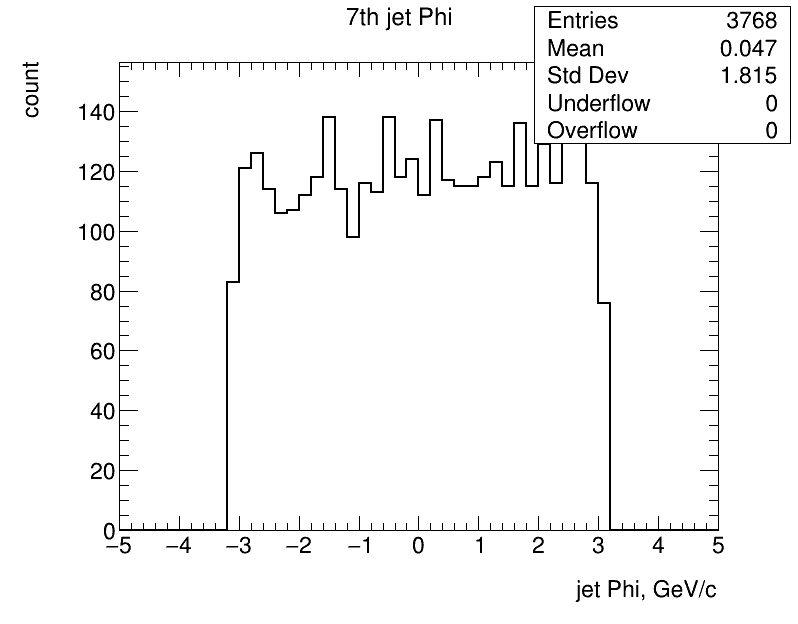 7th jet Phi
Entries 3768
Mean 0.047
Std Dev 1.815
Underflow 0
Overflow 0
count
140
120
100
80
60
40
20
0
−5 −4 −3 −2 −1 0 1 2 3 4 5
jet Phi, GeV/c